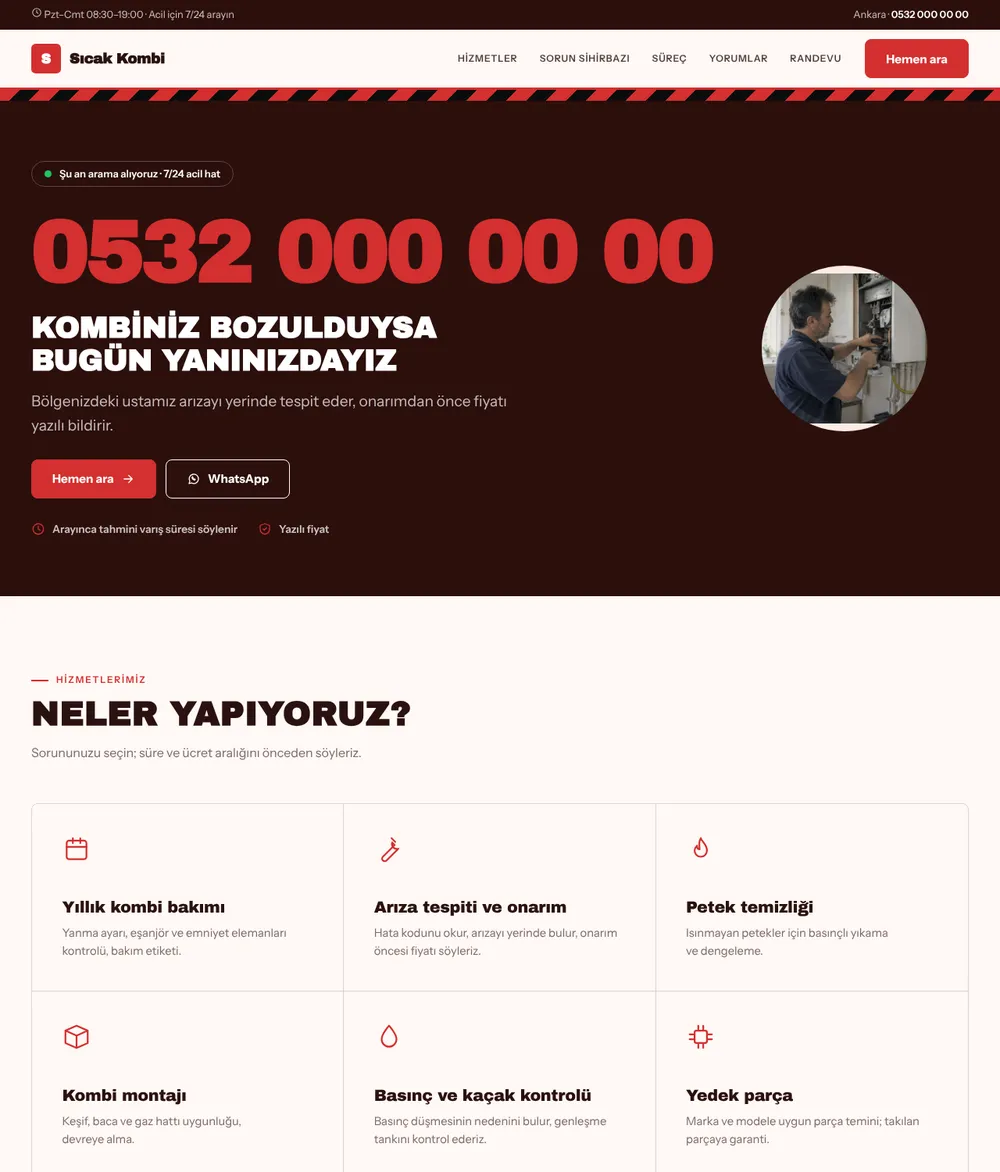 Pzt–Cmt 08:30–19:00 · Acil için 7/24 arayın
Ankara · 0532 000 00 00
S Sıcak Kombi
HİZMETLER SORUN SİHİRBAZI SÜREÇ YORUMLAR RANDEVU Hemen ara
Şu an arama alıyoruz · 7/24 acil hat
0532 000 00 00
KOMBİNİZ BOZULDUYSA
BUGÜN YANINIZDAYIZ
Bölgenizdeki ustamız arızayı yerinde tespit eder, onarımdan önce fiyatı
yazılı bildirir.
Hemen ara → WhatsApp
Arayınca tahmini varış süresi söylenir Yazılı fiyat
HİZMETLERİMİZ
NELER YAPIYORUZ?
Sorununuzu seçin; süre ve ücret aralığını önceden söyleriz.
Yıllık kombi bakımı
Yanma ayarı, eşanjör ve emniyet elemanları
kontrolü, bakım etiketi.
Arıza tespiti ve onarım
Hata kodunu okur, arızayı yerinde bulur, onarım
öncesi fiyatı söyleriz.
Petek temizliği
Isınmayan petekler için basınçlı yıkama
ve dengeleme.
Kombi montajı
Keşif, baca ve gaz hattı uygunluğu,
devreye alma.
Basınç ve kaçak kontrolü
Basınç düşmesinin nedenini bulur, genleşme
tankını kontrol ederiz.
Yedek parça
Marka ve modele uygun parça temini; takılan
parçaya garanti.